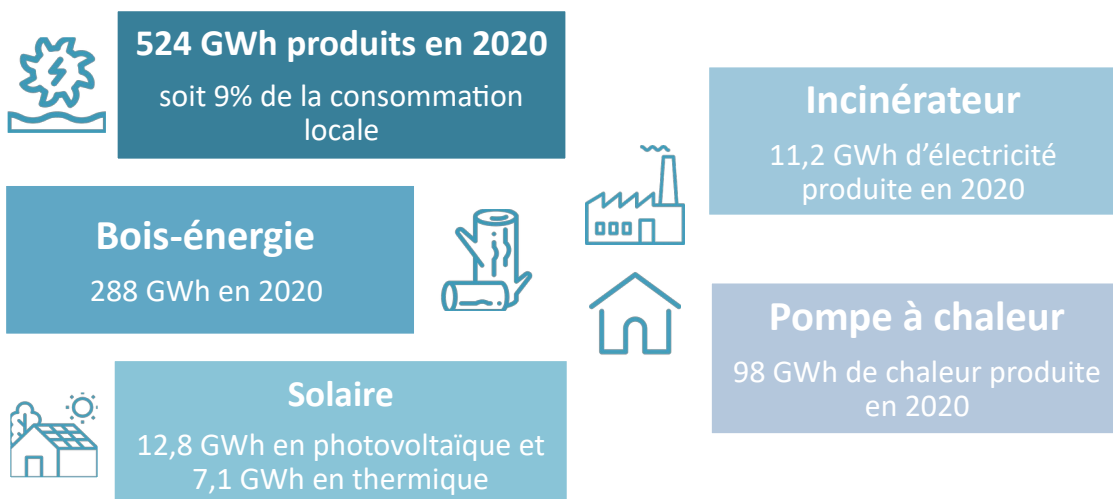 524 GWh produits en 2020
soit 9% de la consommation
locale
Bois-énergie
288 GWh en 2020
Solaire
12,8 GWh en photovoltaïque et
7,1 GWh en thermique
Incinérateur
11,2 GWh d’électricité
produite en 2020
Pompe à chaleur
98 GWh de chaleur produite
en 2020